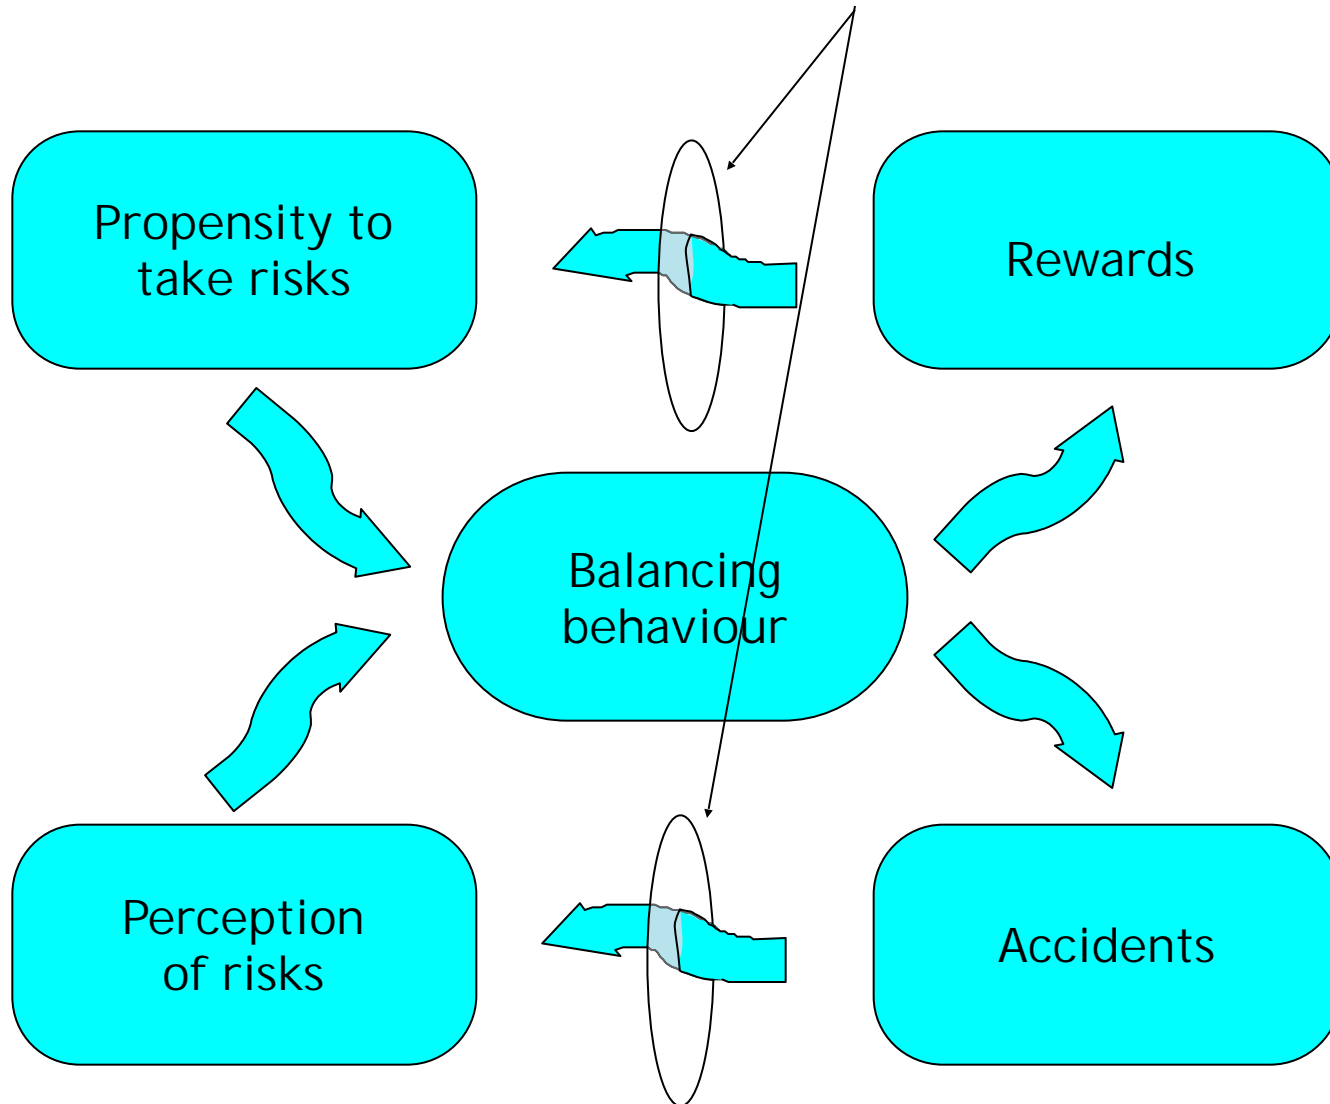 Propensity to
take risks
Rewards
Balancing
behaviour
Perception
of risks
Accidents